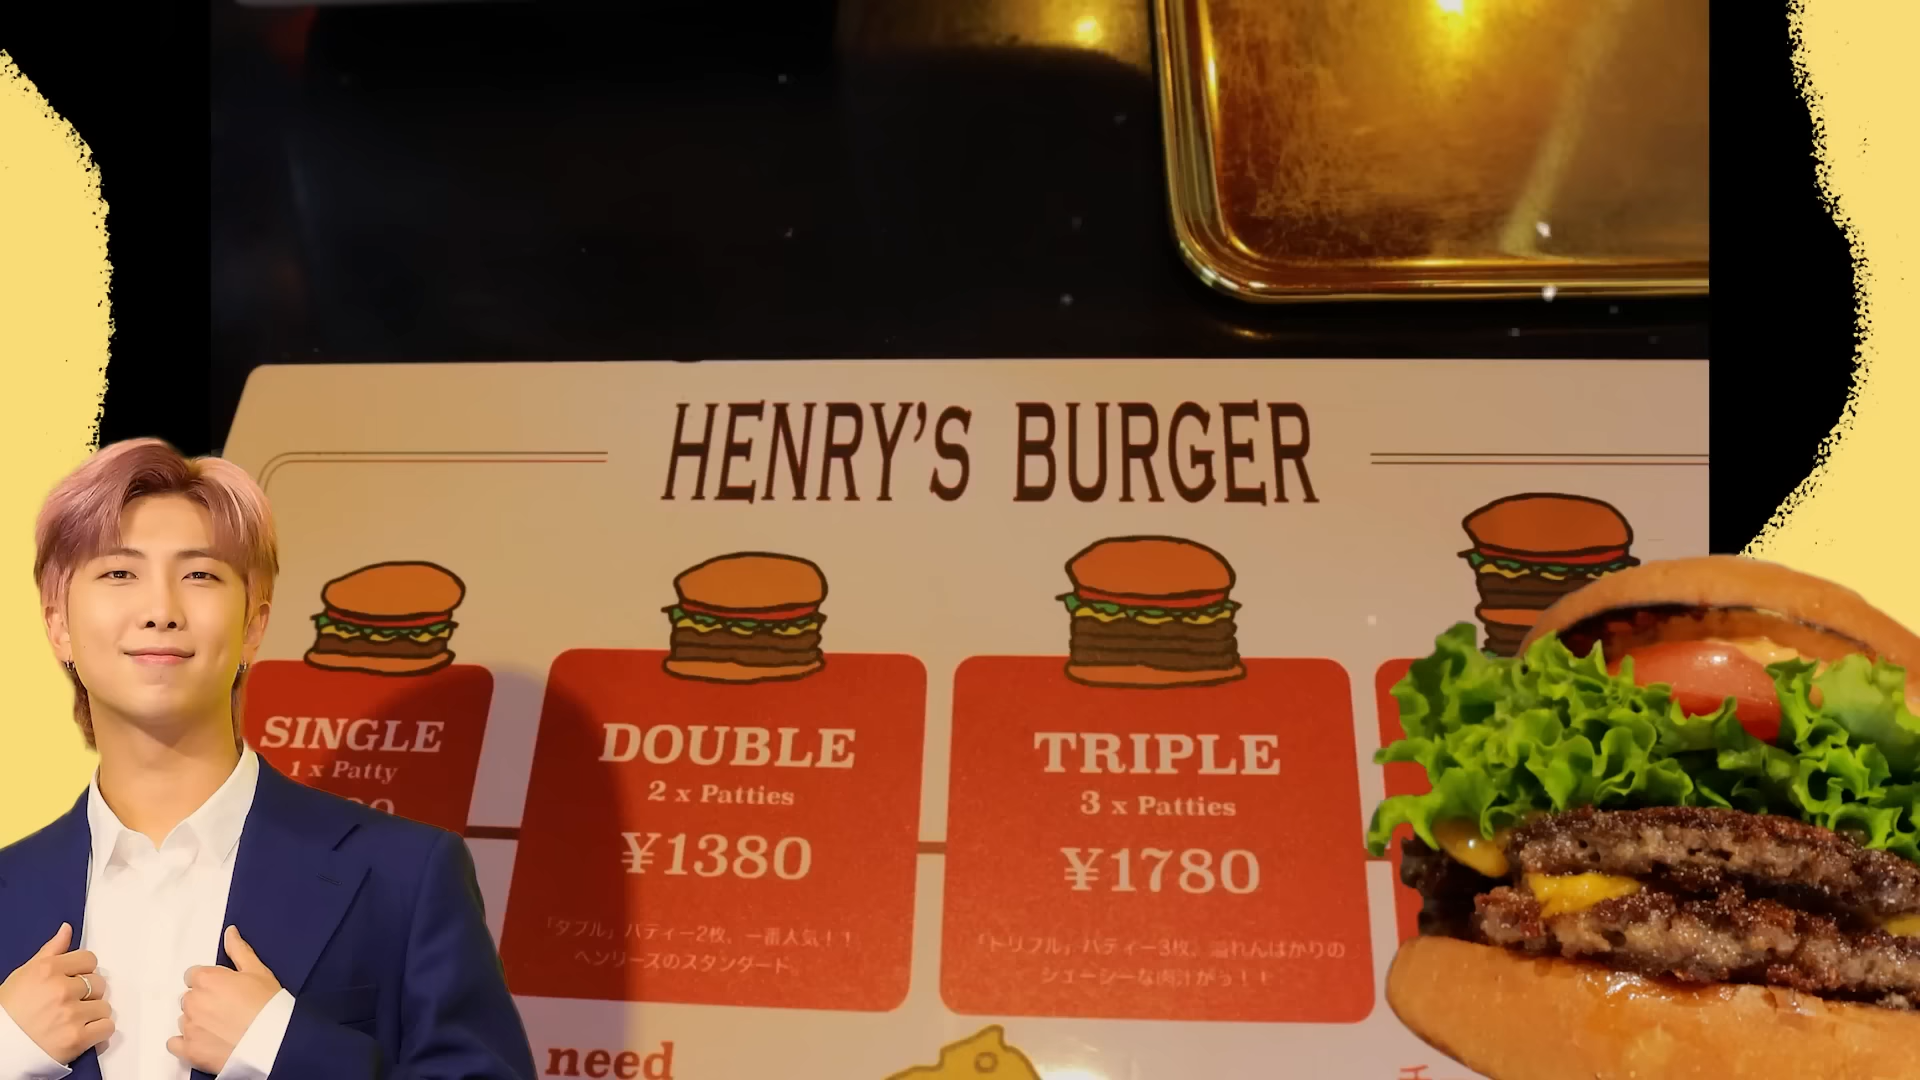 HENRY'S BURGER
SINGLE
1 x Patty
DOUBLE
2 x Patties
¥1380
「ダブル」パティー2枚、一番人気！！
ヘンリーズのスタンダード。
TRIPLE
3 x Patties
¥1780
「トリプル」パティー3枚、溢れんばかりの
ジューシーな肉汁がぅ！！
need